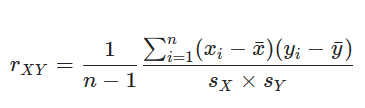 r_{XY} = \frac{1}{n-1} \frac{\sum_{i=1}^{n}(x_i - \bar{x})(y_i - \bar{y})}{s_X \times s_Y}